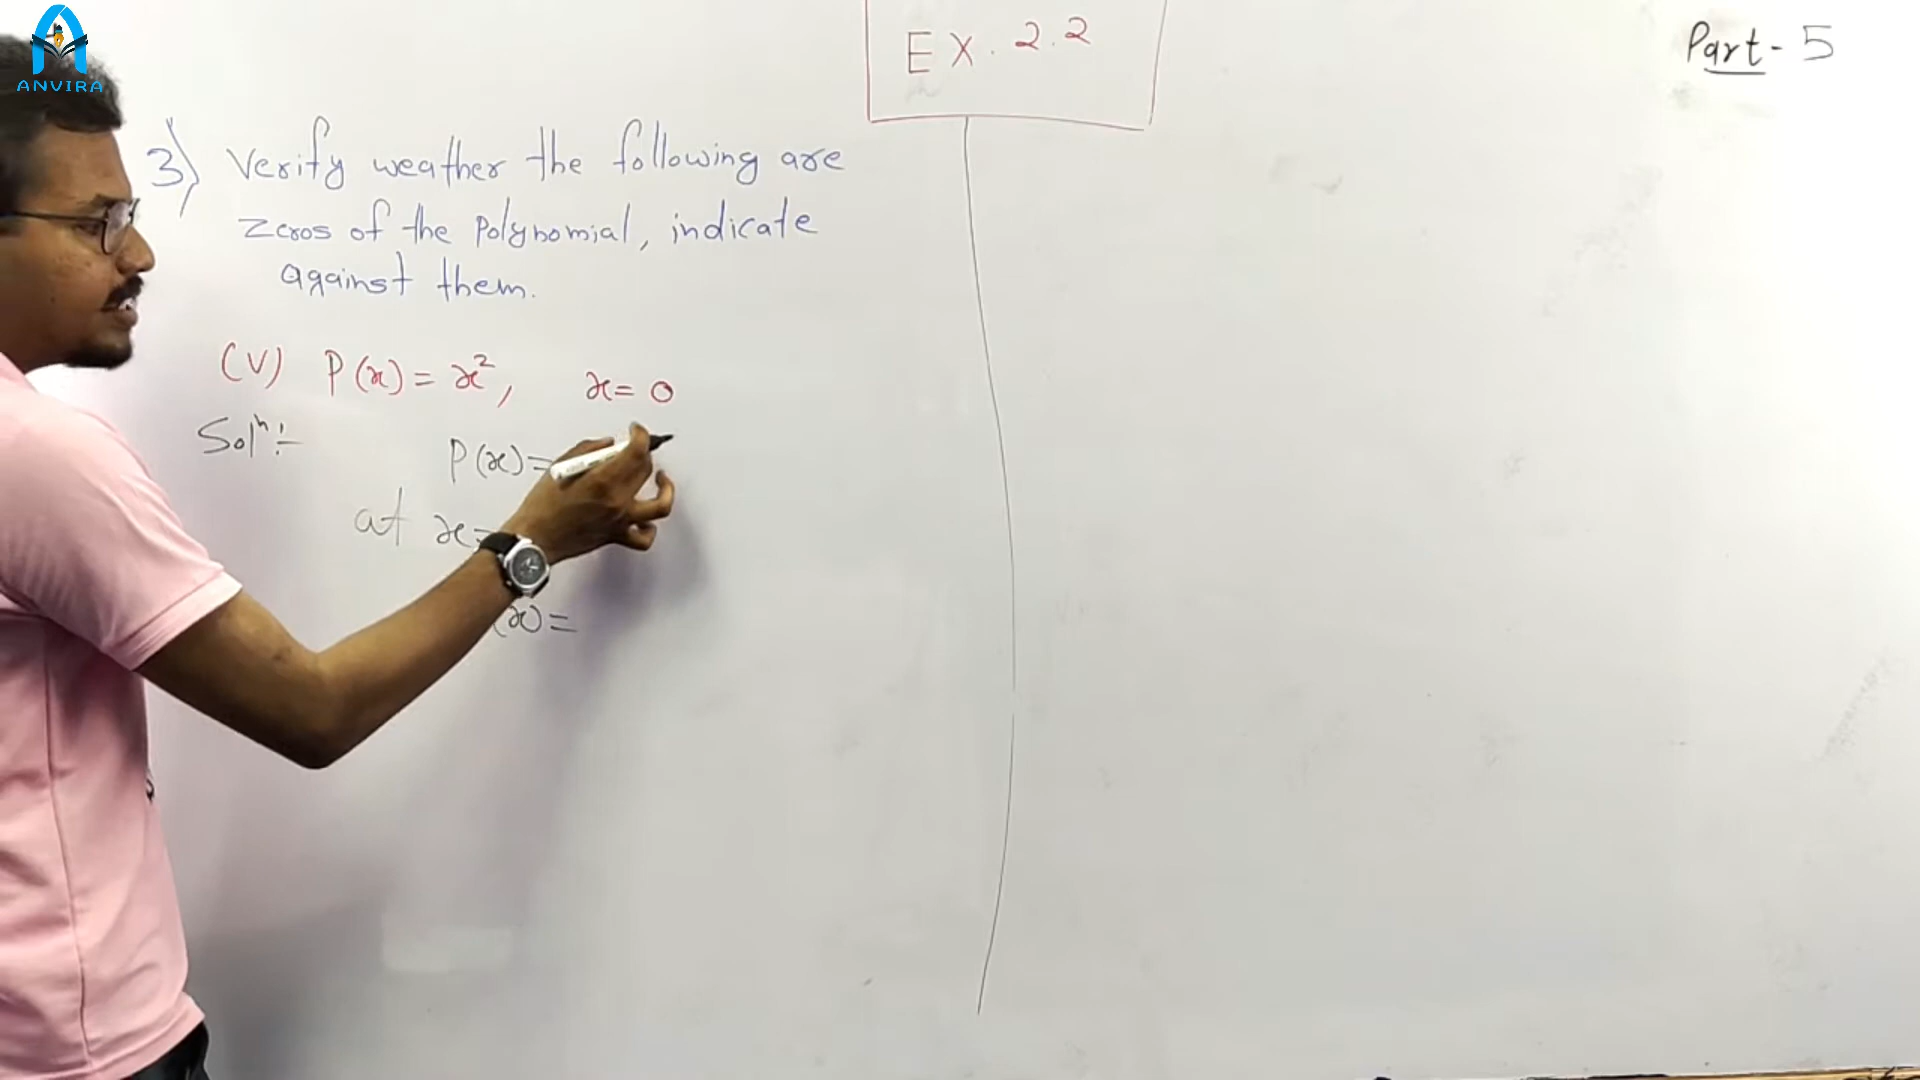 ANVIRA
EX. 2.2
Part - 5
3) Verify weather the following are
zeros of the polynomial, indicate
against them.
(V) P(x) = x², x = 0
Solⁿ :-
P(x) =
at x =
(x) =